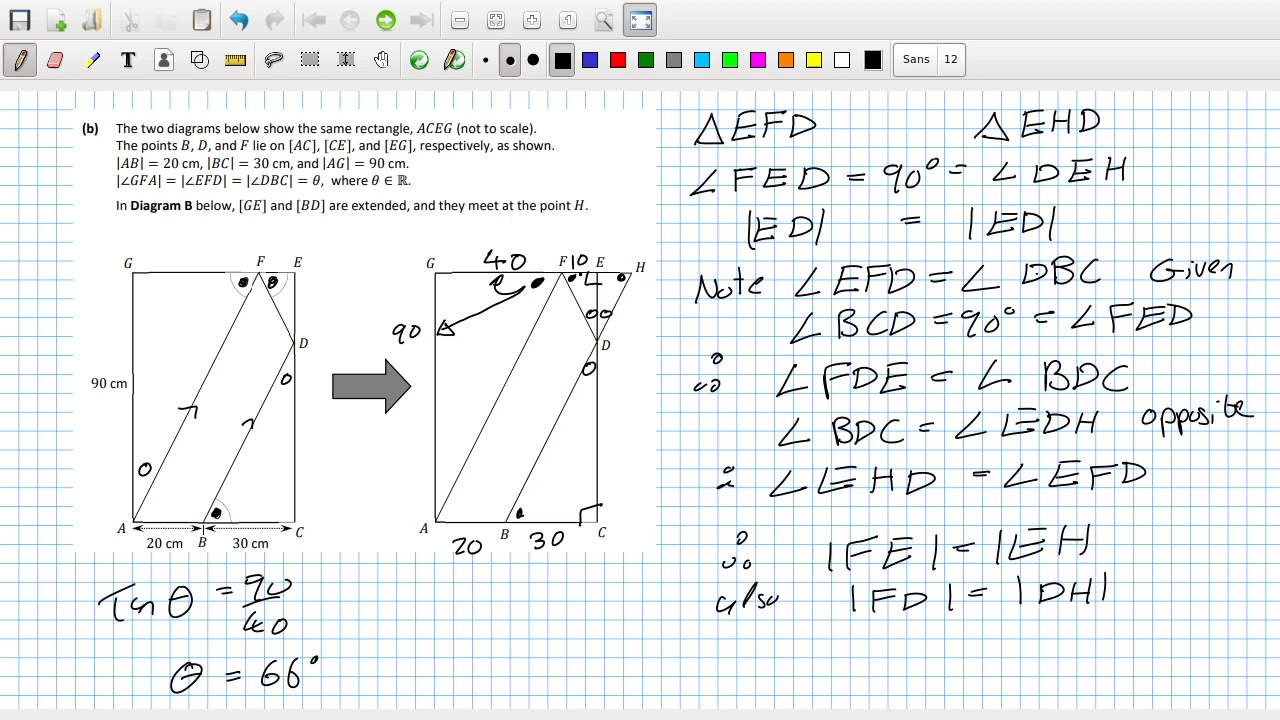 Sans 12
(b) The two diagrams below show the same rectangle, ACEG (not to scale).
The points B, D, and F lie on [AC], [CE], and [EG], respectively, as shown.
|AB| = 20 cm, |BC| = 30 cm, and |AG| = 90 cm.
|∠GFA| = |∠EFD| = |∠DBC| = θ, where θ ∈ ℝ.
In Diagram B below, [GE] and [BD] are extended, and they meet at the point H.
G F E
D
90 cm
A B C
20 cm 30 cm
40 10
G F E H
90
D
A B C
20 30
Tan θ = 90/40
θ = 66°
△EFD △EHD
∠FED = 90° = ∠DEH
|ED| = |ED|
Note ∠EFD = ∠DBC Given
∠BCD = 90° = ∠FED
∴ ∠FDE = ∠BDC
∠BDC = ∠EDH opposite
∴ ∠EHD = ∠EFD
∴ |FE| = |EH
also |FD| = |DH|